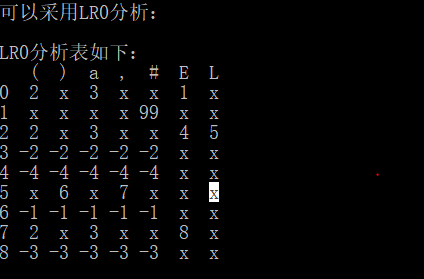 可以采用LR0分析：
LR0分析表如下：
( ) a , # E L
0 2 x 3 x x 1 x
1 x x x x 99 x x
2 2 x 3 x x 4 5
3 -2 -2 -2 -2 -2 x x
4 -4 -4 -4 -4 -4 x x
5 x 6 x 7 x x x
6 -1 -1 -1 -1 -1 x x
7 2 x 3 x x 8 x
8 -3 -3 -3 -3 -3 x x